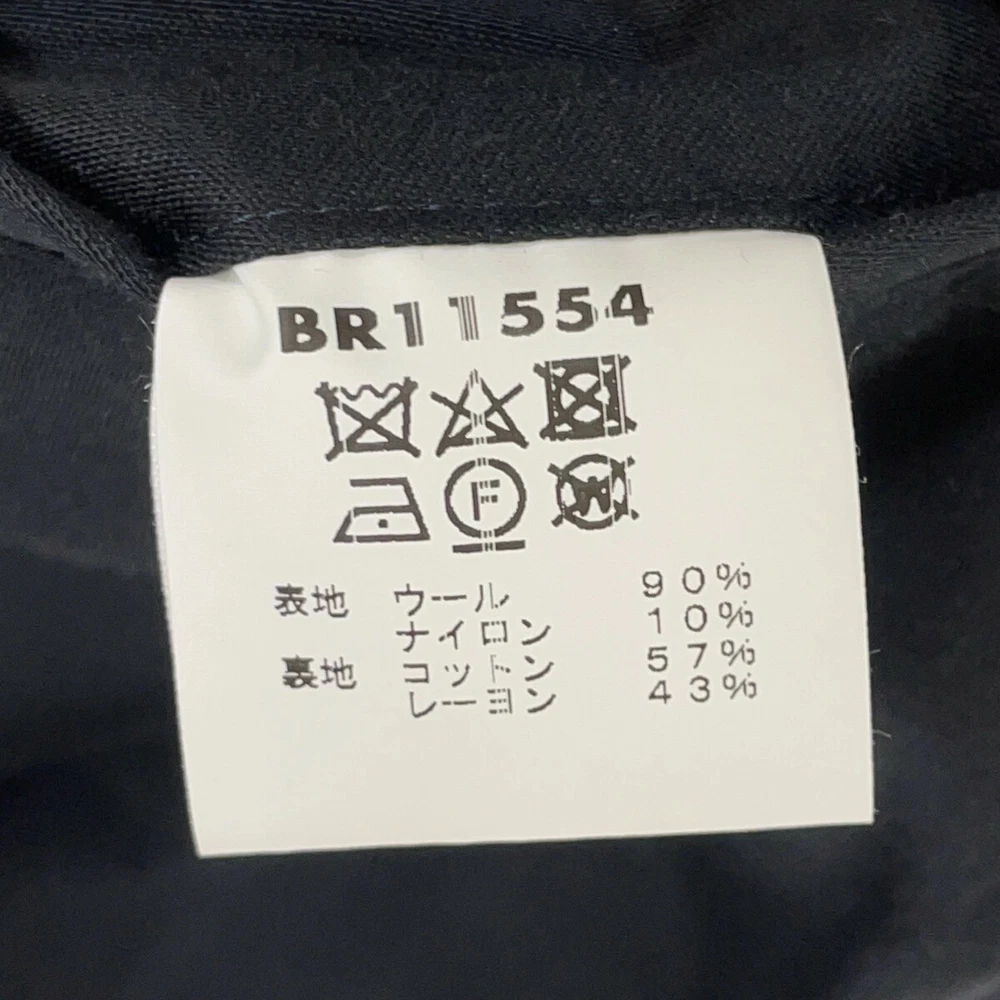 BR11554
F
W
表地 ウール 90%
ナイロン 10%
裏地 コットン 57%
レーヨン 43%